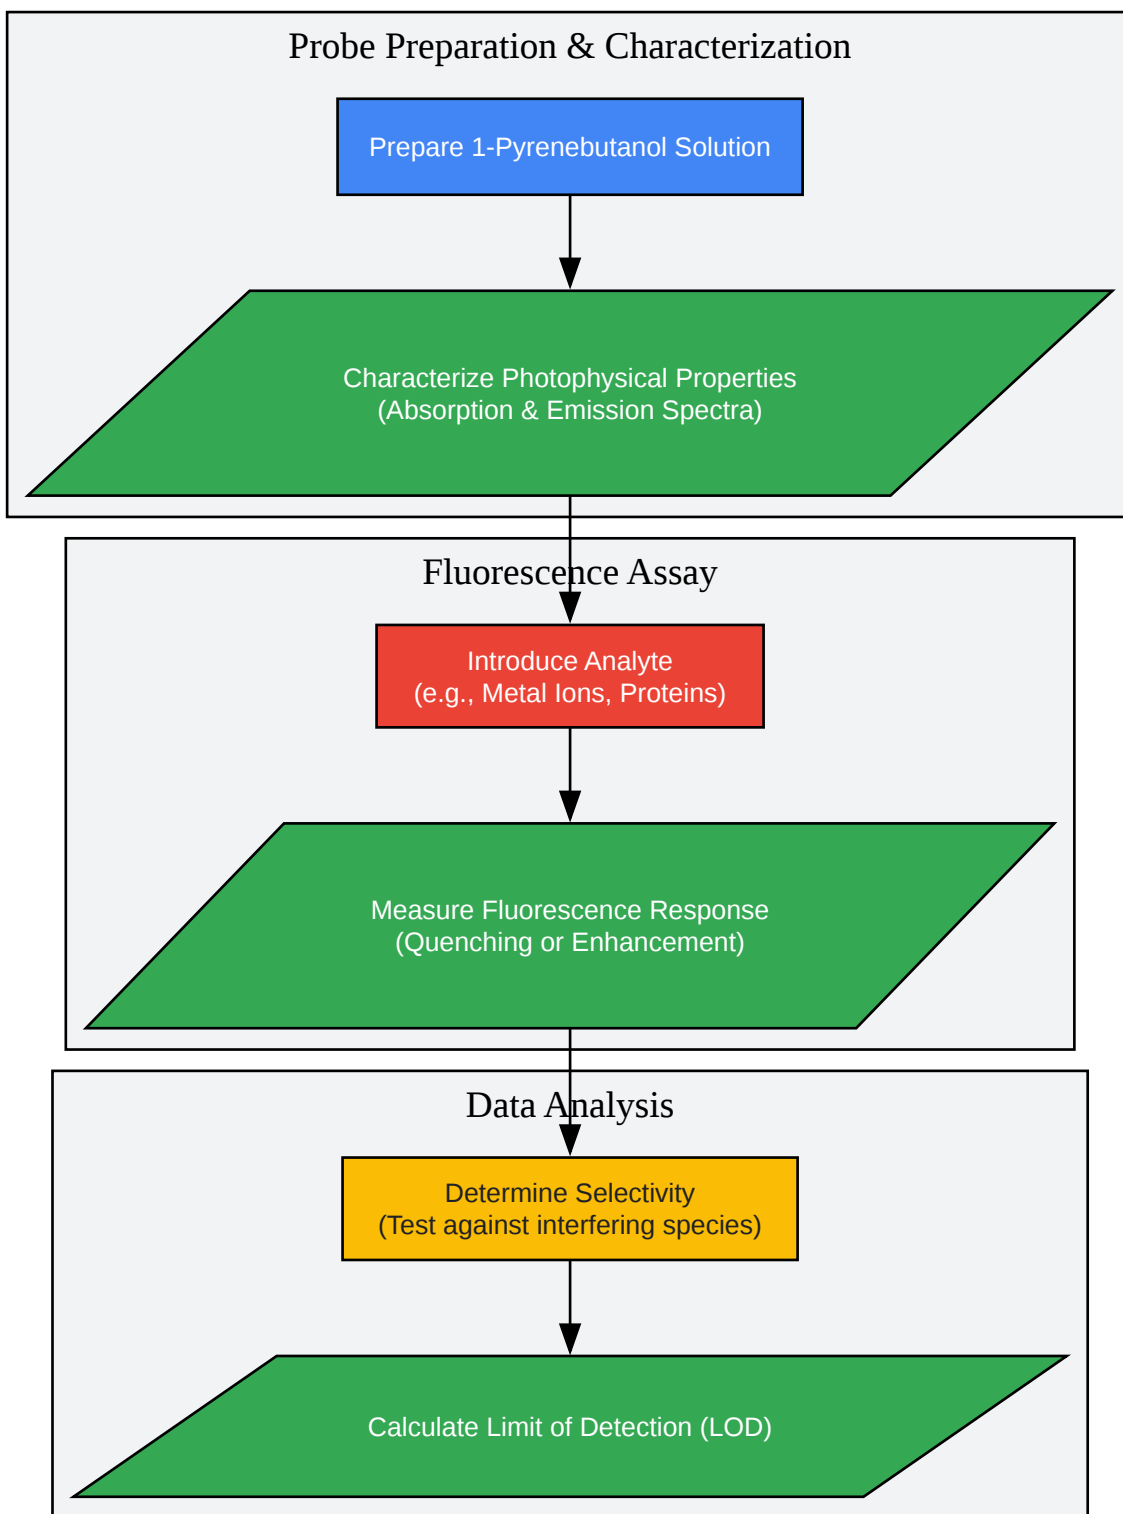 Probe Preparation & Characterization
Prepare 1-Pyrenebutanol Solution
Characterize Photophysical Properties
(Absorption & Emission Spectra)
Fluorescence Assay
Introduce Analyte
(e.g., Metal Ions, Proteins)
Measure Fluorescence Response
(Quenching or Enhancement)
Data Analysis
Determine Selectivity
(Test against interfering species)
Calculate Limit of Detection (LOD)